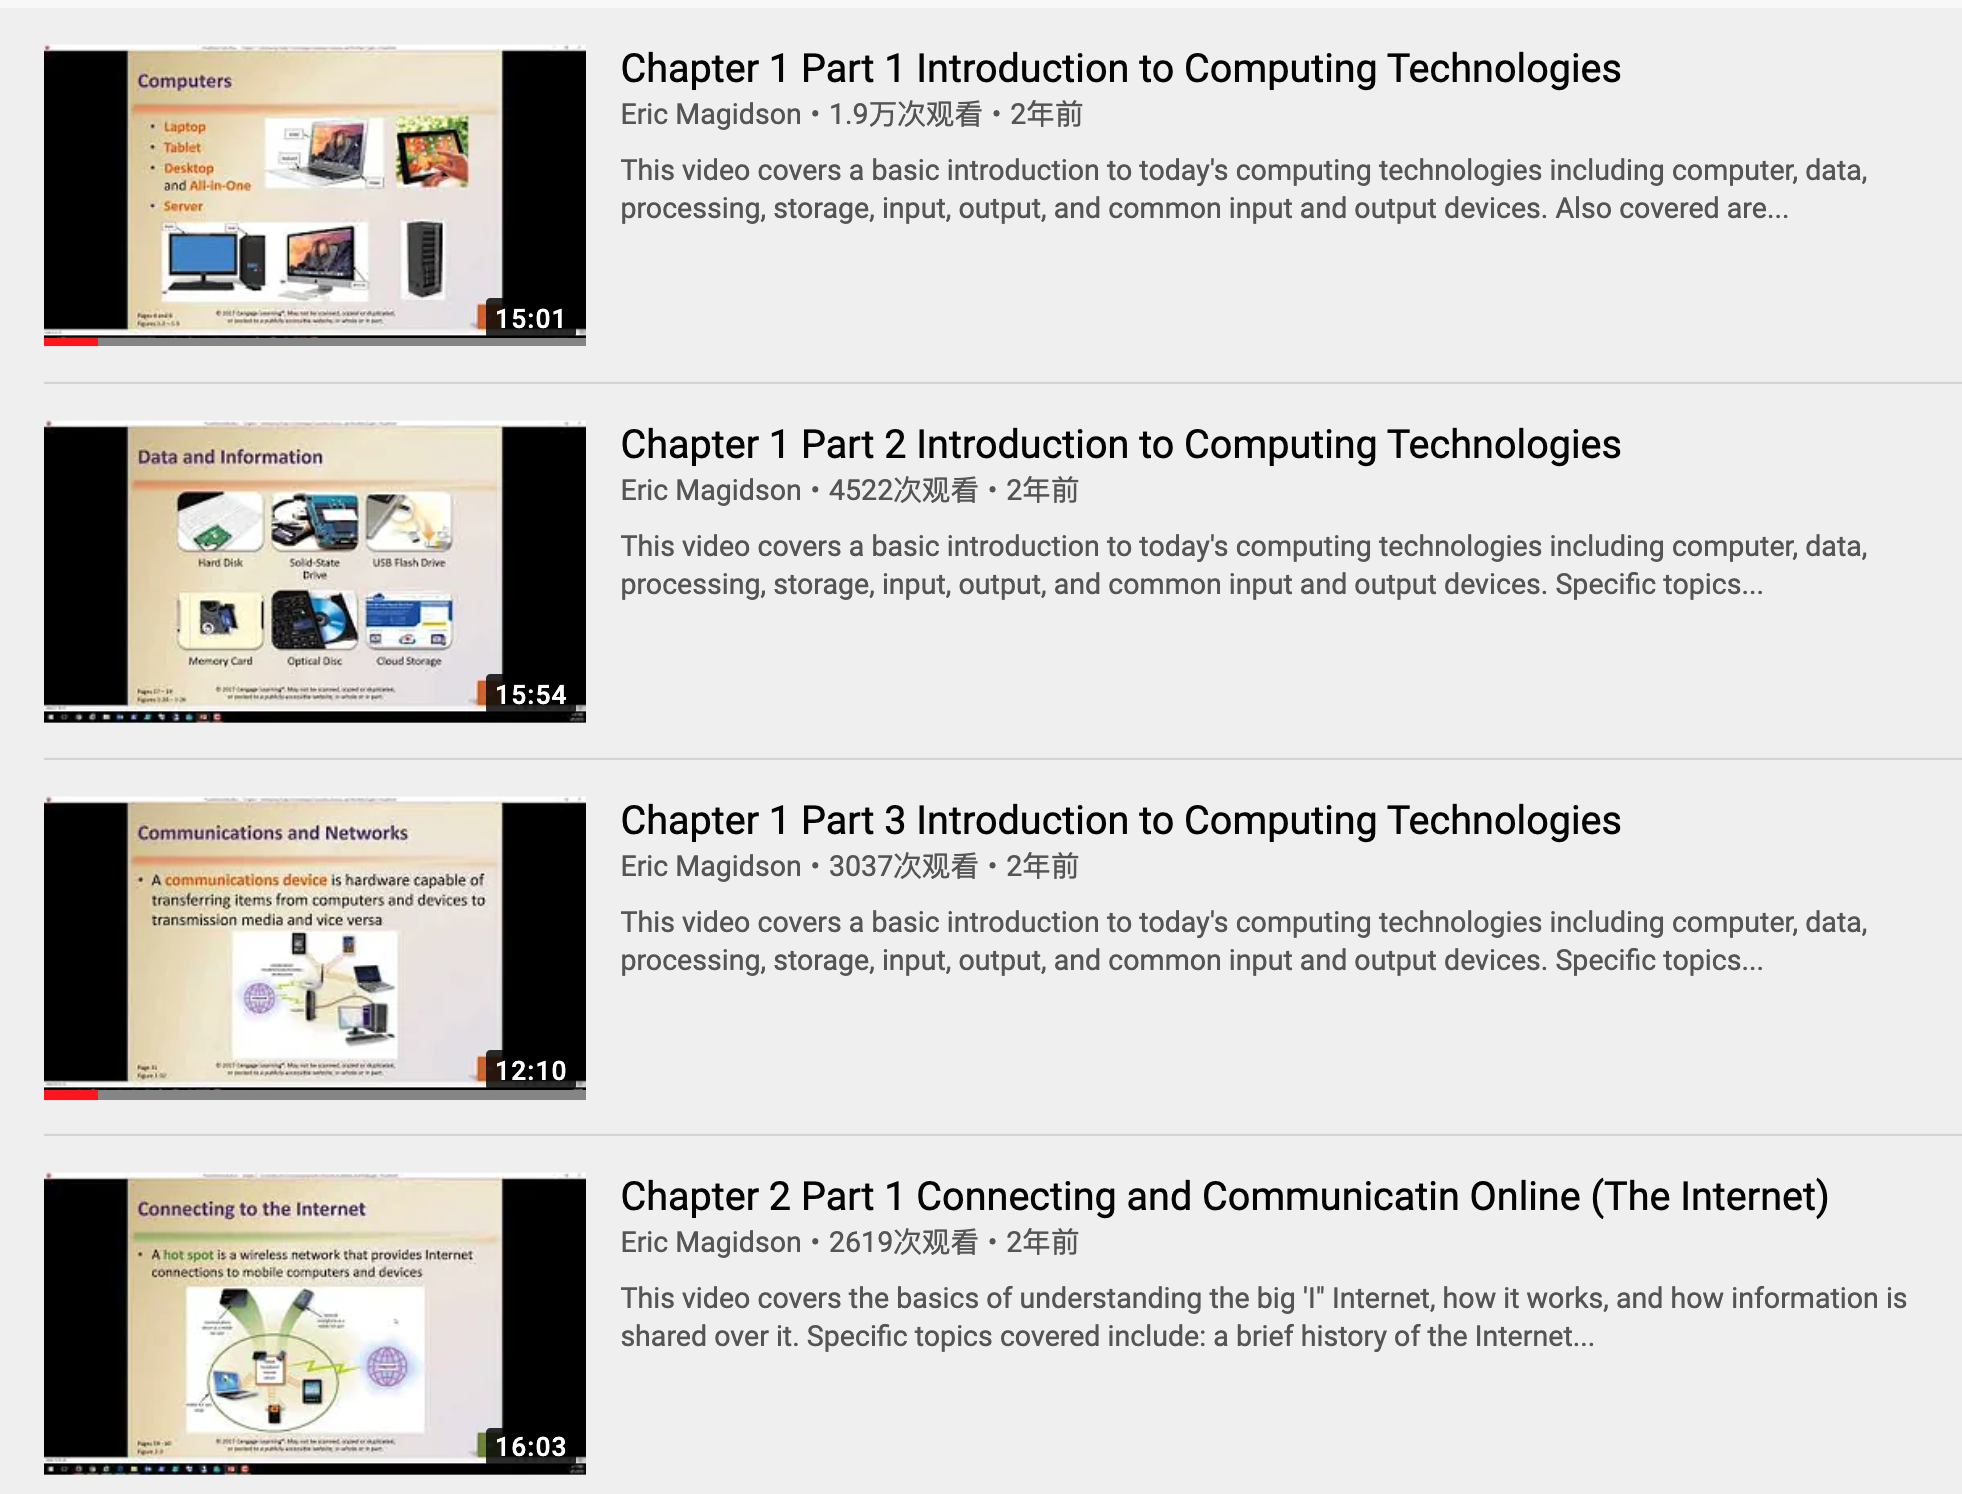 Computers
• Laptop
• Tablet
• Desktop
and All-in-One
• Server
15:01
Chapter 1 Part 1 Introduction to Computing Technologies
Eric Magidson • 1.9万次观看 • 2年前
This video covers a basic introduction to today's computing technologies including computer, data,
processing, storage, input, output, and common input and output devices. Also covered are...
Data and Information
Hard Disk
Solid-State
Drive
USB Flash Drive
Memory Card
Optical Disc
Cloud Storage
15:54
Chapter 1 Part 2 Introduction to Computing Technologies
Eric Magidson • 4522次观看 • 2年前
This video covers a basic introduction to today's computing technologies including computer, data,
processing, storage, input, output, and common input and output devices. Specific topics...
Communications and Networks
• A communications device is hardware capable of
transferring items from computers and devices to
transmission media and vice versa
12:10
Chapter 1 Part 3 Introduction to Computing Technologies
Eric Magidson • 3037次观看 • 2年前
This video covers a basic introduction to today's computing technologies including computer, data,
processing, storage, input, output, and common input and output devices. Specific topics...
Connecting to the Internet
• A hot spot is a wireless network that provides Internet
connections to mobile computers and devices
16:03
Chapter 2 Part 1 Connecting and Communicatin Online (The Internet)
Eric Magidson • 2619次观看 • 2年前
This video covers the basics of understanding the big 'I" Internet, how it works, and how information is
shared over it. Specific topics covered include: a brief history of the Internet...